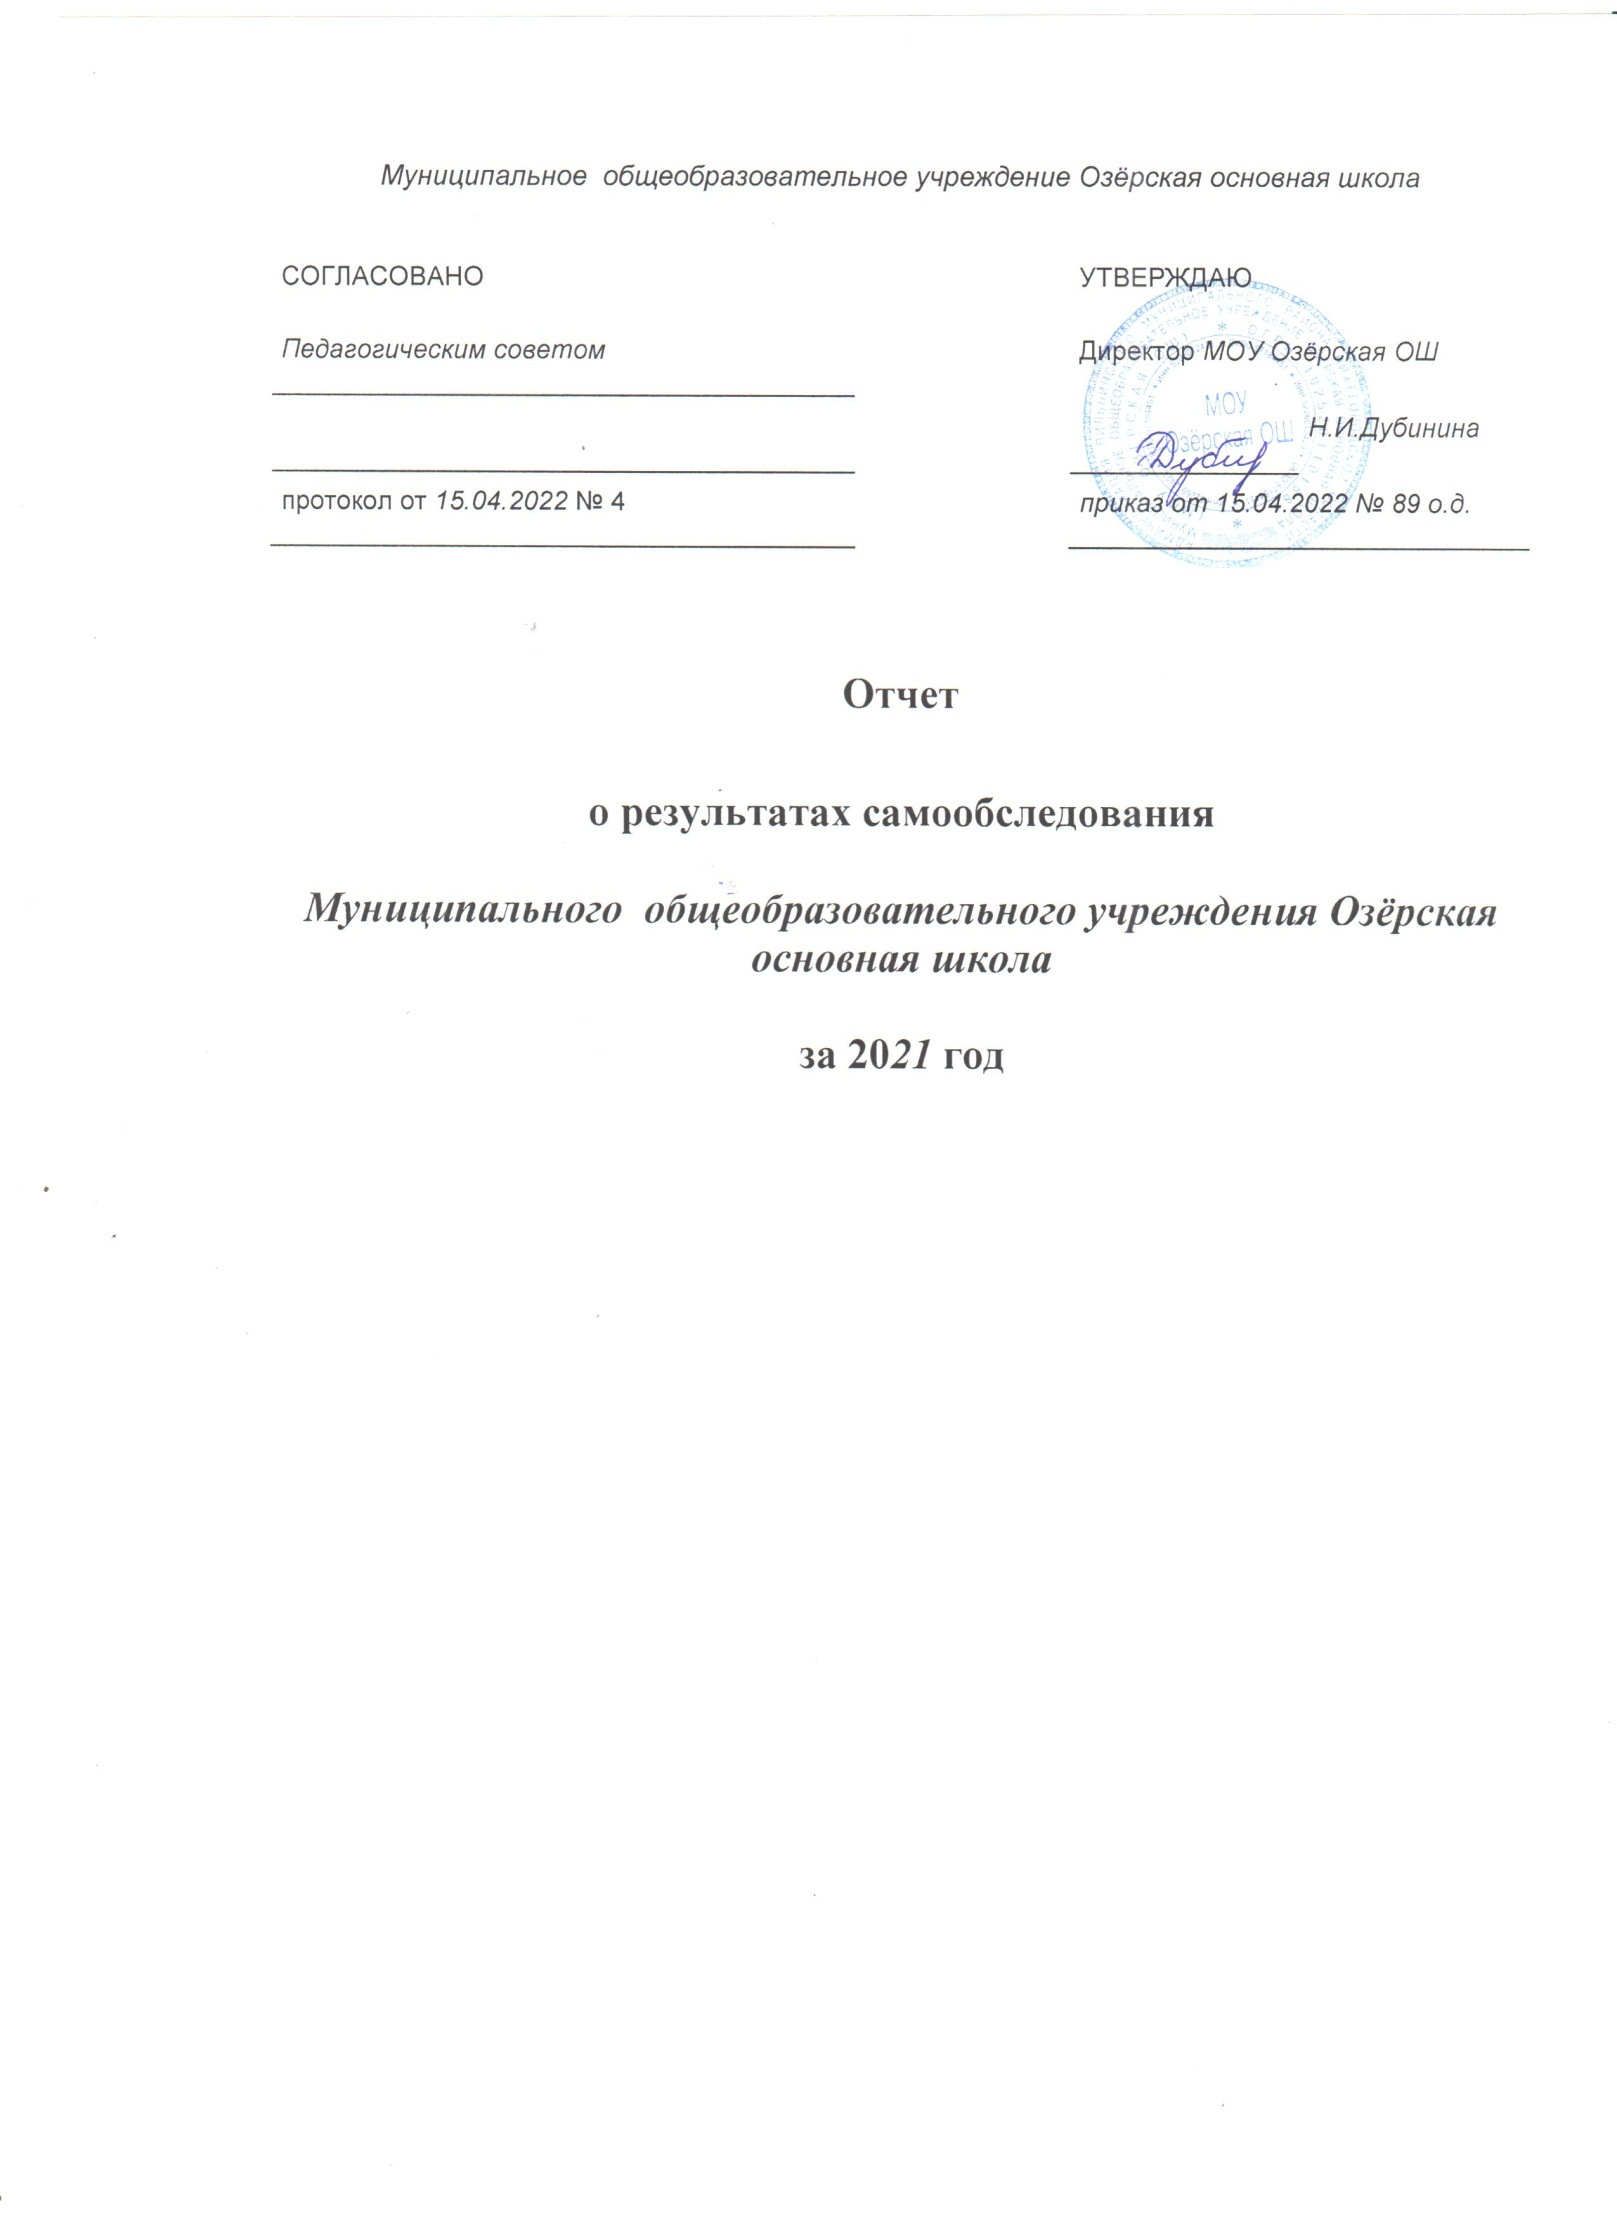 Муниципальное общеобразовательное учреждение Озёрская основная школа
СОГЛАСОВАНО
Педагогическим советом
протокол от 15.04.2022 № 4
УТВЕРЖДАЮ
Директор МОУ Озёрская ОШ
МОУ
Озёрская ОШ
Н.И.Дубинина
приказ от 15.04.2022 № 89 о.д.
Отчет
о результатах самообследования
Муниципального общеобразовательного учреждения Озёрская
основная школа
за 2021 год